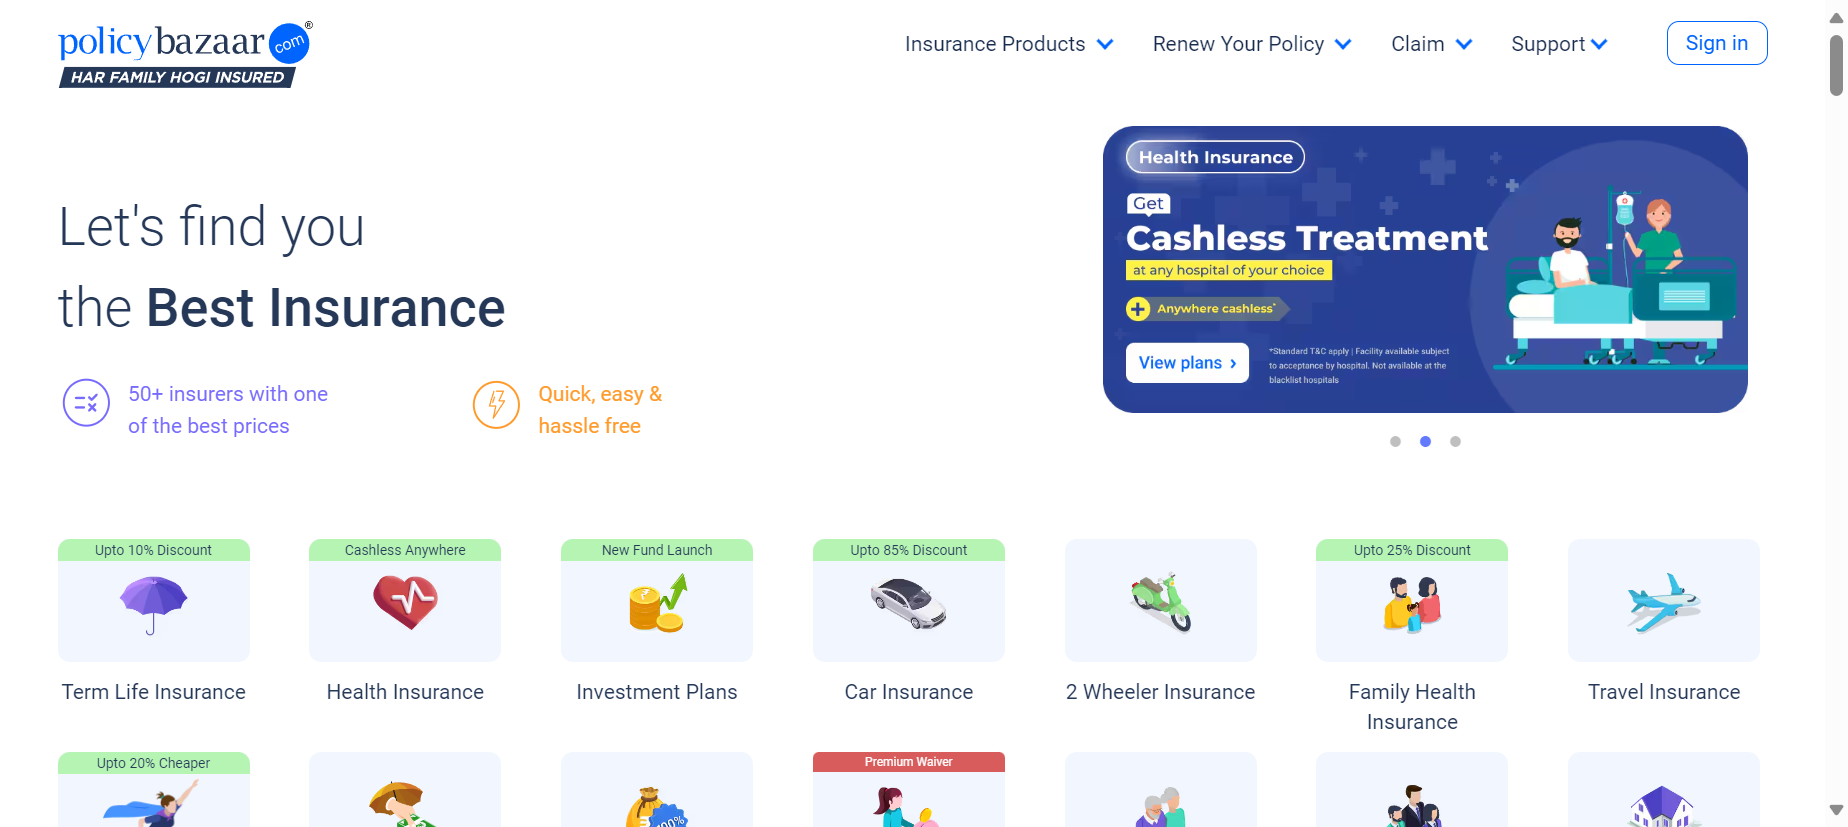 policybazaar com ®
HAR FAMILY HOGI INSURED
Insurance Products
Renew Your Policy
Claim
Support
Sign in
Let's find you
the Best Insurance
50+ insurers with one
of the best prices
Quick, easy &
hassle free
Health Insurance
Get
Cashless Treatment
at any hospital of your choice
Anywhere cashless*
View plans ›
*Standard T&C apply | Facility available subject
to acceptance by hospital. Not available at the
blacklist hospitals
Upto 10% Discount
Term Life Insurance
Cashless Anywhere
Health Insurance
New Fund Launch
Investment Plans
Upto 85% Discount
Car Insurance
2 Wheeler Insurance
Upto 25% Discount
Family Health
Insurance
Travel Insurance
Upto 20% Cheaper
100%
Premium Waiver